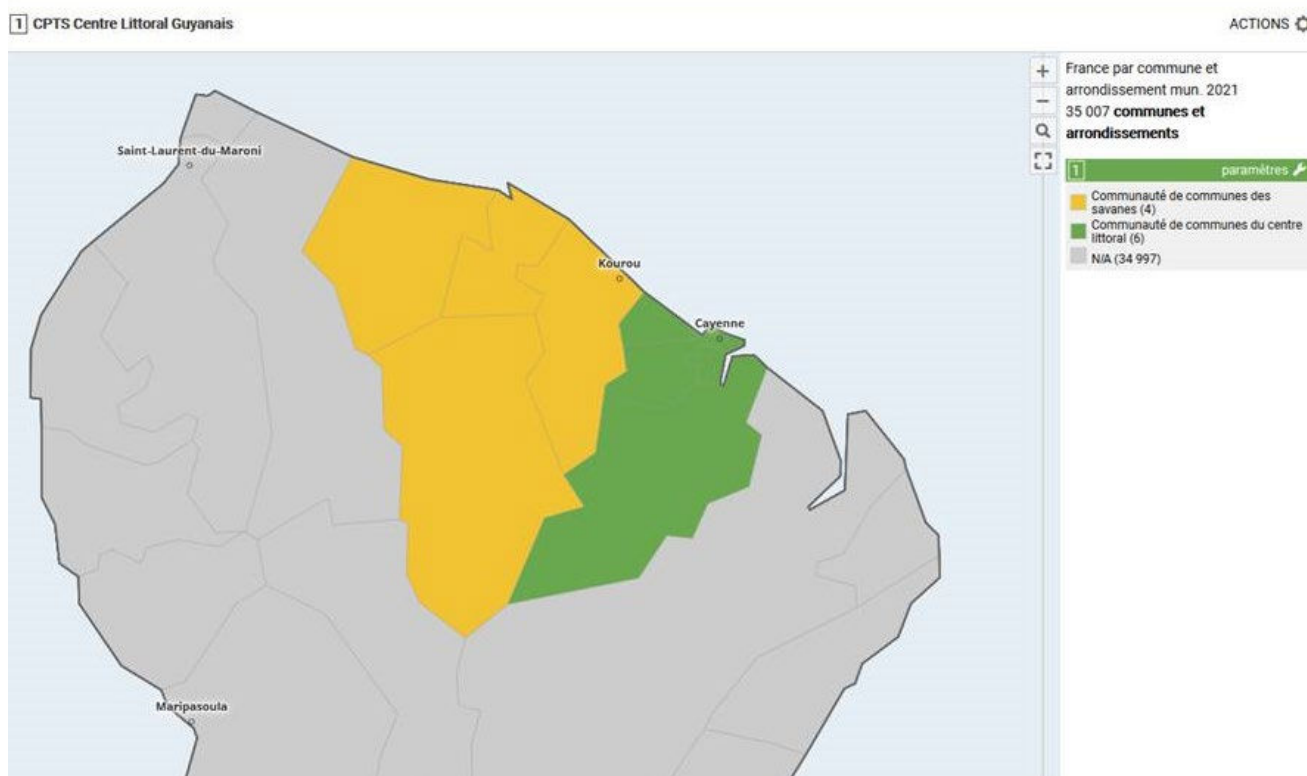 1 CPTS Centre Littoral Guyanais
ACTIONS
France par commune et
arrondissement mun. 2021
35 007 communes et
arrondissements
1 paramètres
Communauté de communes des
savanes (4)
Communauté de communes du centre
littoral (6)
N/A (34 997)
Saint-Laurent-du-Maroni
Kourou
Cayenne
Maripasoula